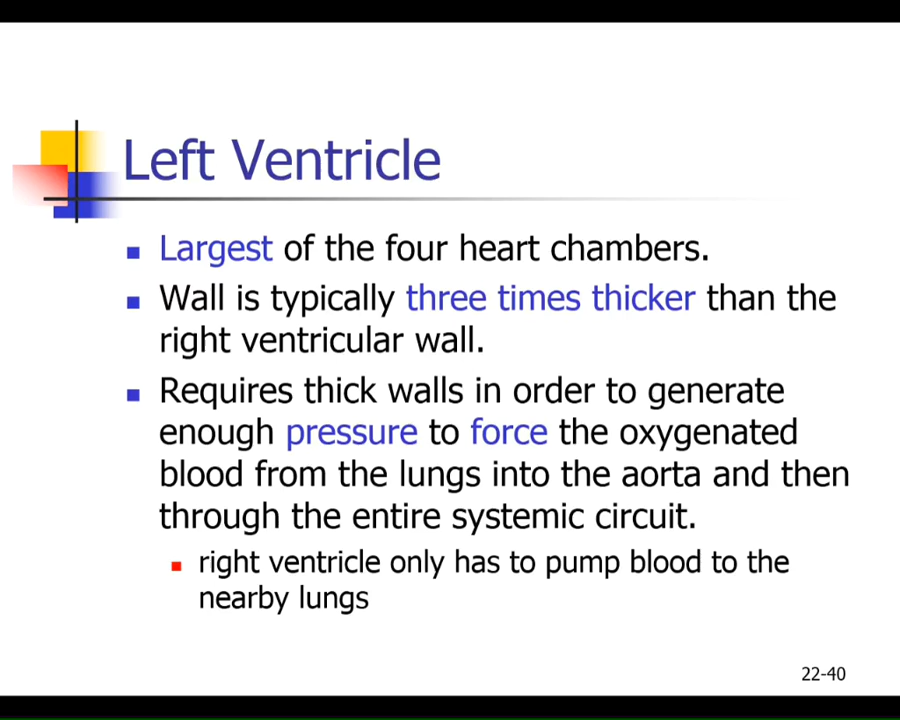 Left Ventricle
Largest of the four heart chambers.
Wall is typically three times thicker than the
right ventricular wall.
Requires thick walls in order to generate
enough pressure to force the oxygenated
blood from the lungs into the aorta and then
through the entire systemic circuit.
right ventricle only has to pump blood to the
nearby lungs
22-40